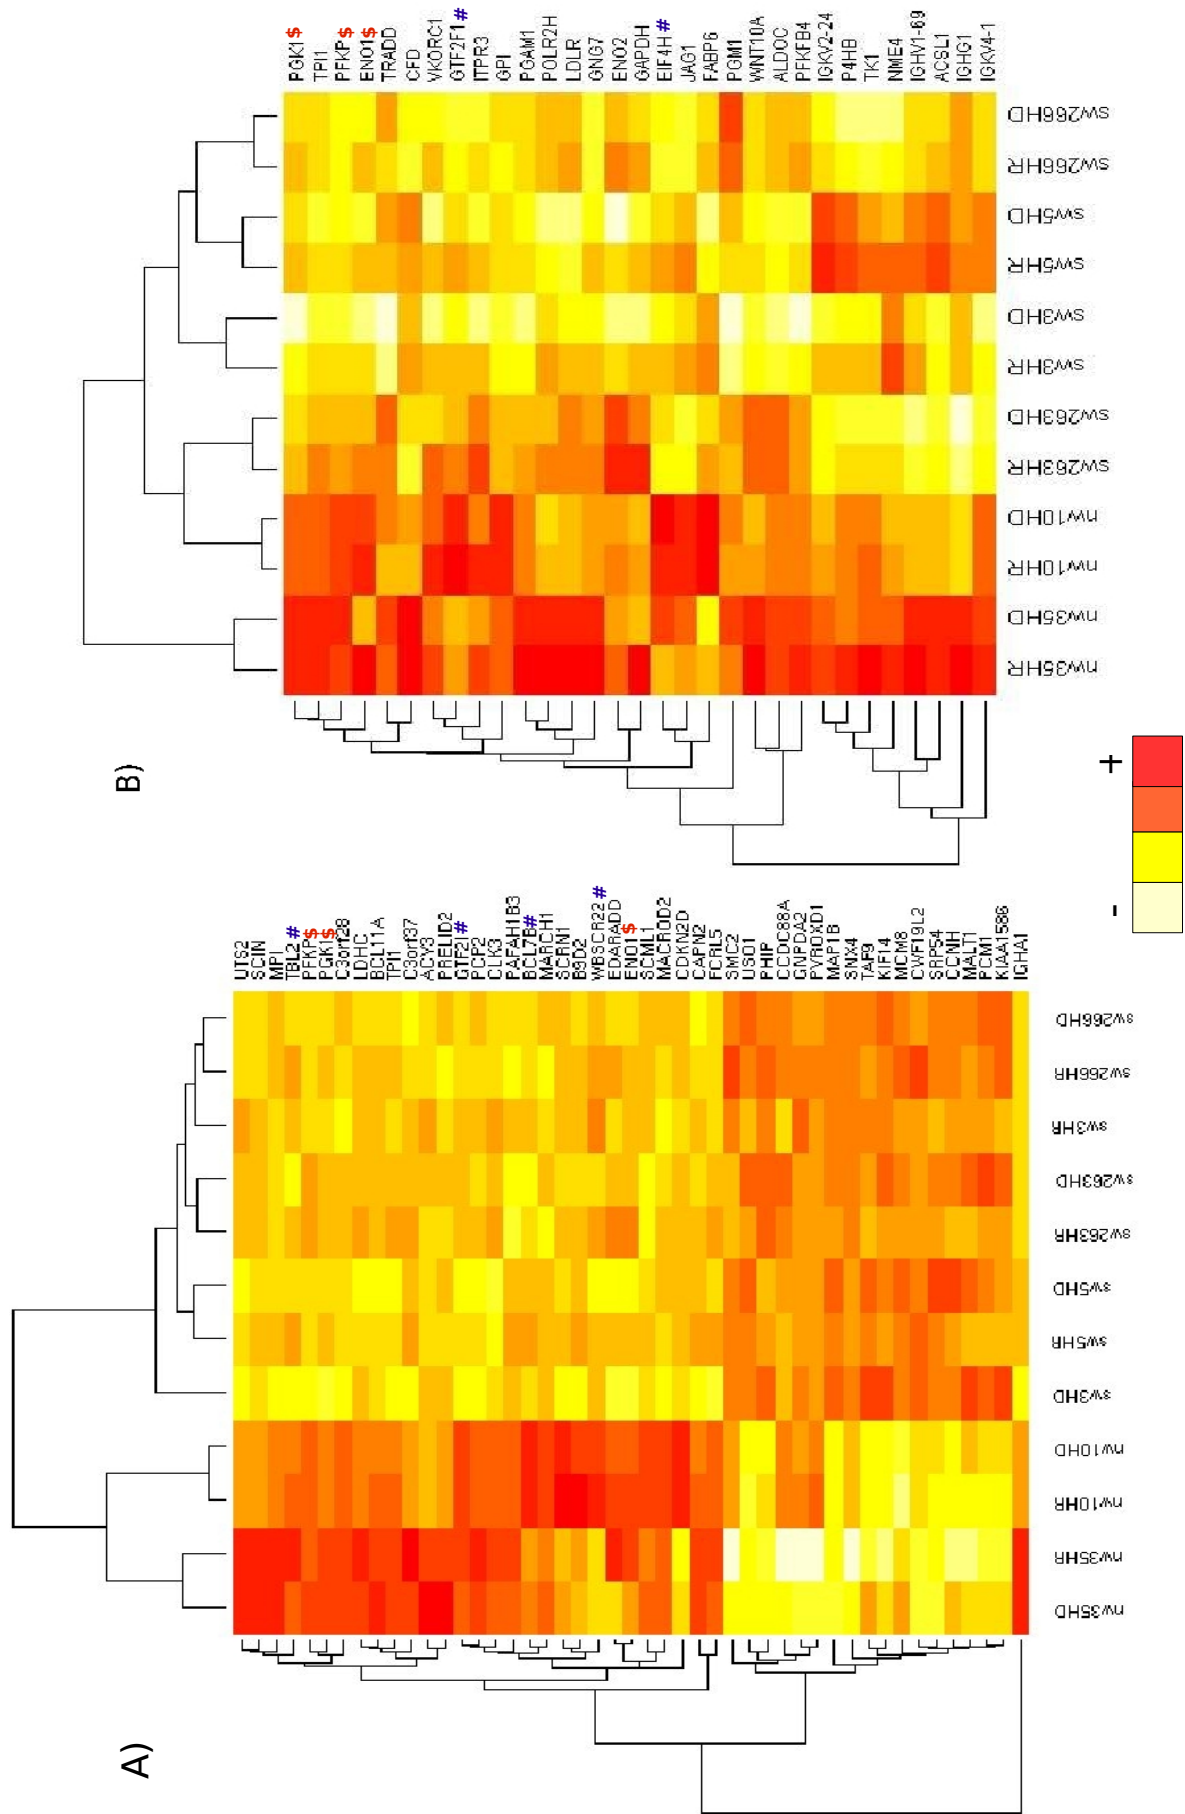 B)
PGK1$
TPI1
PFKP$
ENO1$
TRADD
CFD
VKORC1
GTF2F1#
ITPR3
GPI
PGAM1
POLR2H
LDLR
GNG7
ENO2
GAPDH
EIF4H#
JAG1
FABP6
PGM1
WNT10A
ALDOC
PFKFB4
IGKV2-24
P4HB
TK1
NME4
IGHV1-69
ACSL1
IGHG1
IGKV4-1
sw266HD
sw266HR
sw5HD
sw5HR
sw3HD
sw3HR
sw263HD
sw263HR
nw10HD
nw10HR
nw35HD
nw35HR
- +
A)
UTS2
SCIN
MPI
TBL2#
PFKP$
PGK1$
C3orf28
LDHC
BCL11A
TPI1
C3orf37
ACY3
PRELID2
GTF2I#
PCP2
CLK3
PAFAH1B3
BCL7B#
MARCH1
SCRN1
B9D2
WBSCR22#
EDARADD
ENO1$
SCML1
MACROD2
CDKN2D
CAPN2
FCRL5
SMC2
USO1
PHIP
CCDC88A
GNPDA2
PYROXD1
MAP1B
SNX4
TAF9
KIF14
MCM8
CWF19L2
SRP54
CCNH
MALT1
PCM1
KIAA1586
IGHA1
sw266HD
sw266HR
sw3HR
sw263HD
sw263HR
sw5HD
sw5HR
sw3HD
nw10HD
nw10HR
nw35HR
nw35HD